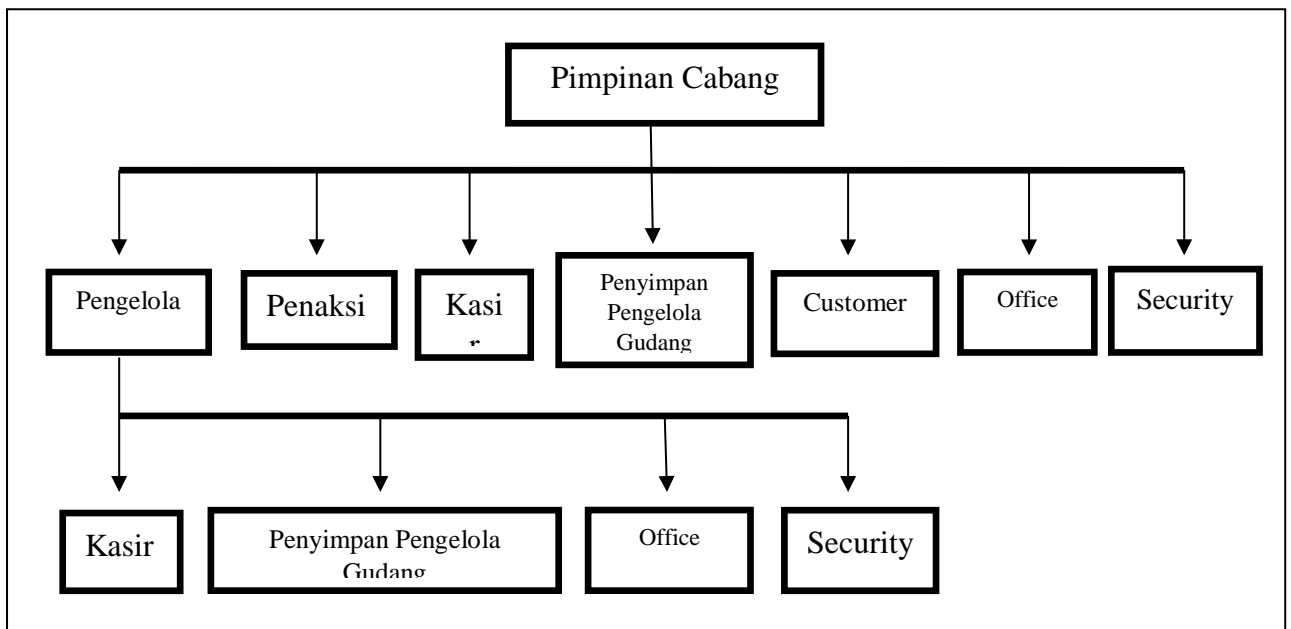 Pimpinan Cabang
Pengelola
Penaksi
Kasi
r
Penyimpan
Pengelola
Gudang
Customer
Office
Security
Kasir
Penyimpan Pengelola
Gudang
Office
Security